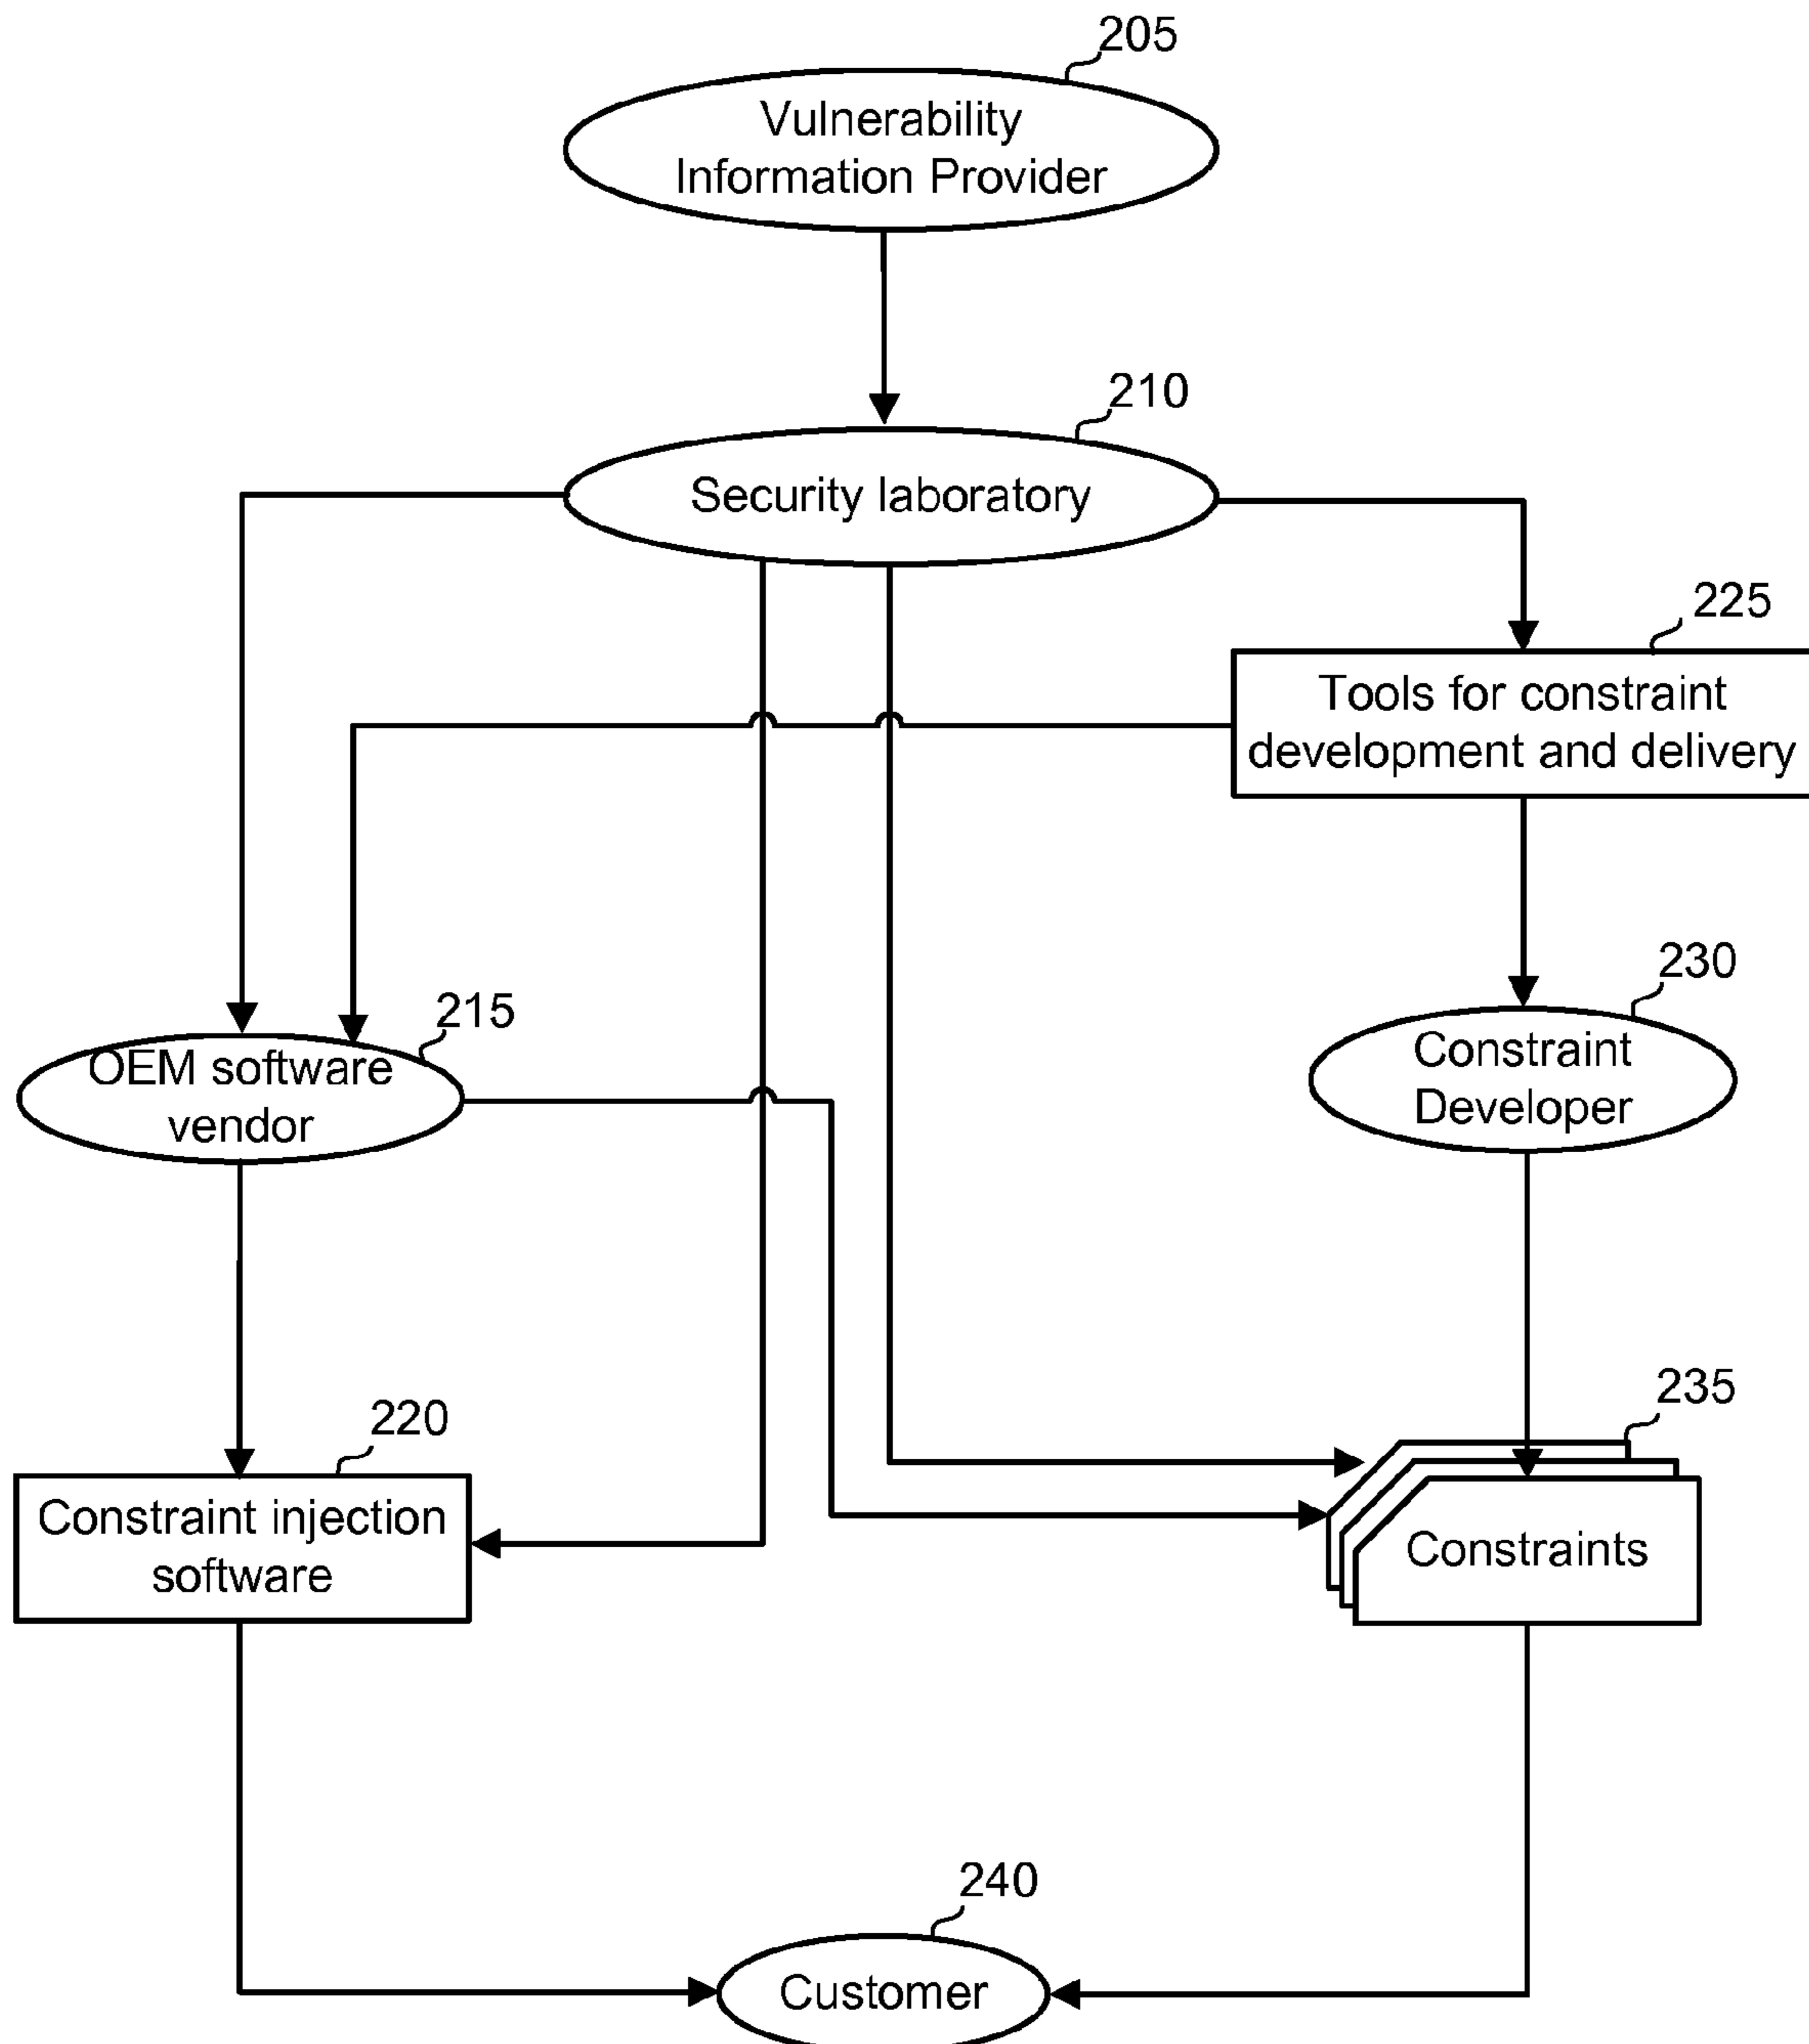 205
Vulnerability
Information Provider
210
Security laboratory
225
Tools for constraint
development and delivery
230
Constraint
Developer
215
OEM software
vendor
235
Constraints
220
Constraint injection
software
240
Customer